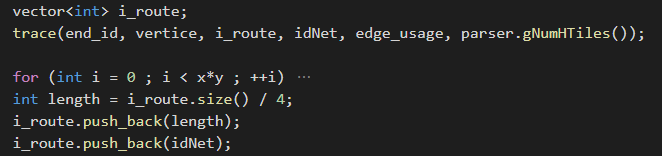 vector<int> i_route;
trace(end_id, vertice, i_route, idNet, edge_usage, parser.gNumHTiles());
for (int i = 0 ; i < x*y ; ++i) ⋯
int length = i_route.size() / 4;
i_route.push_back(length);
i_route.push_back(idNet);